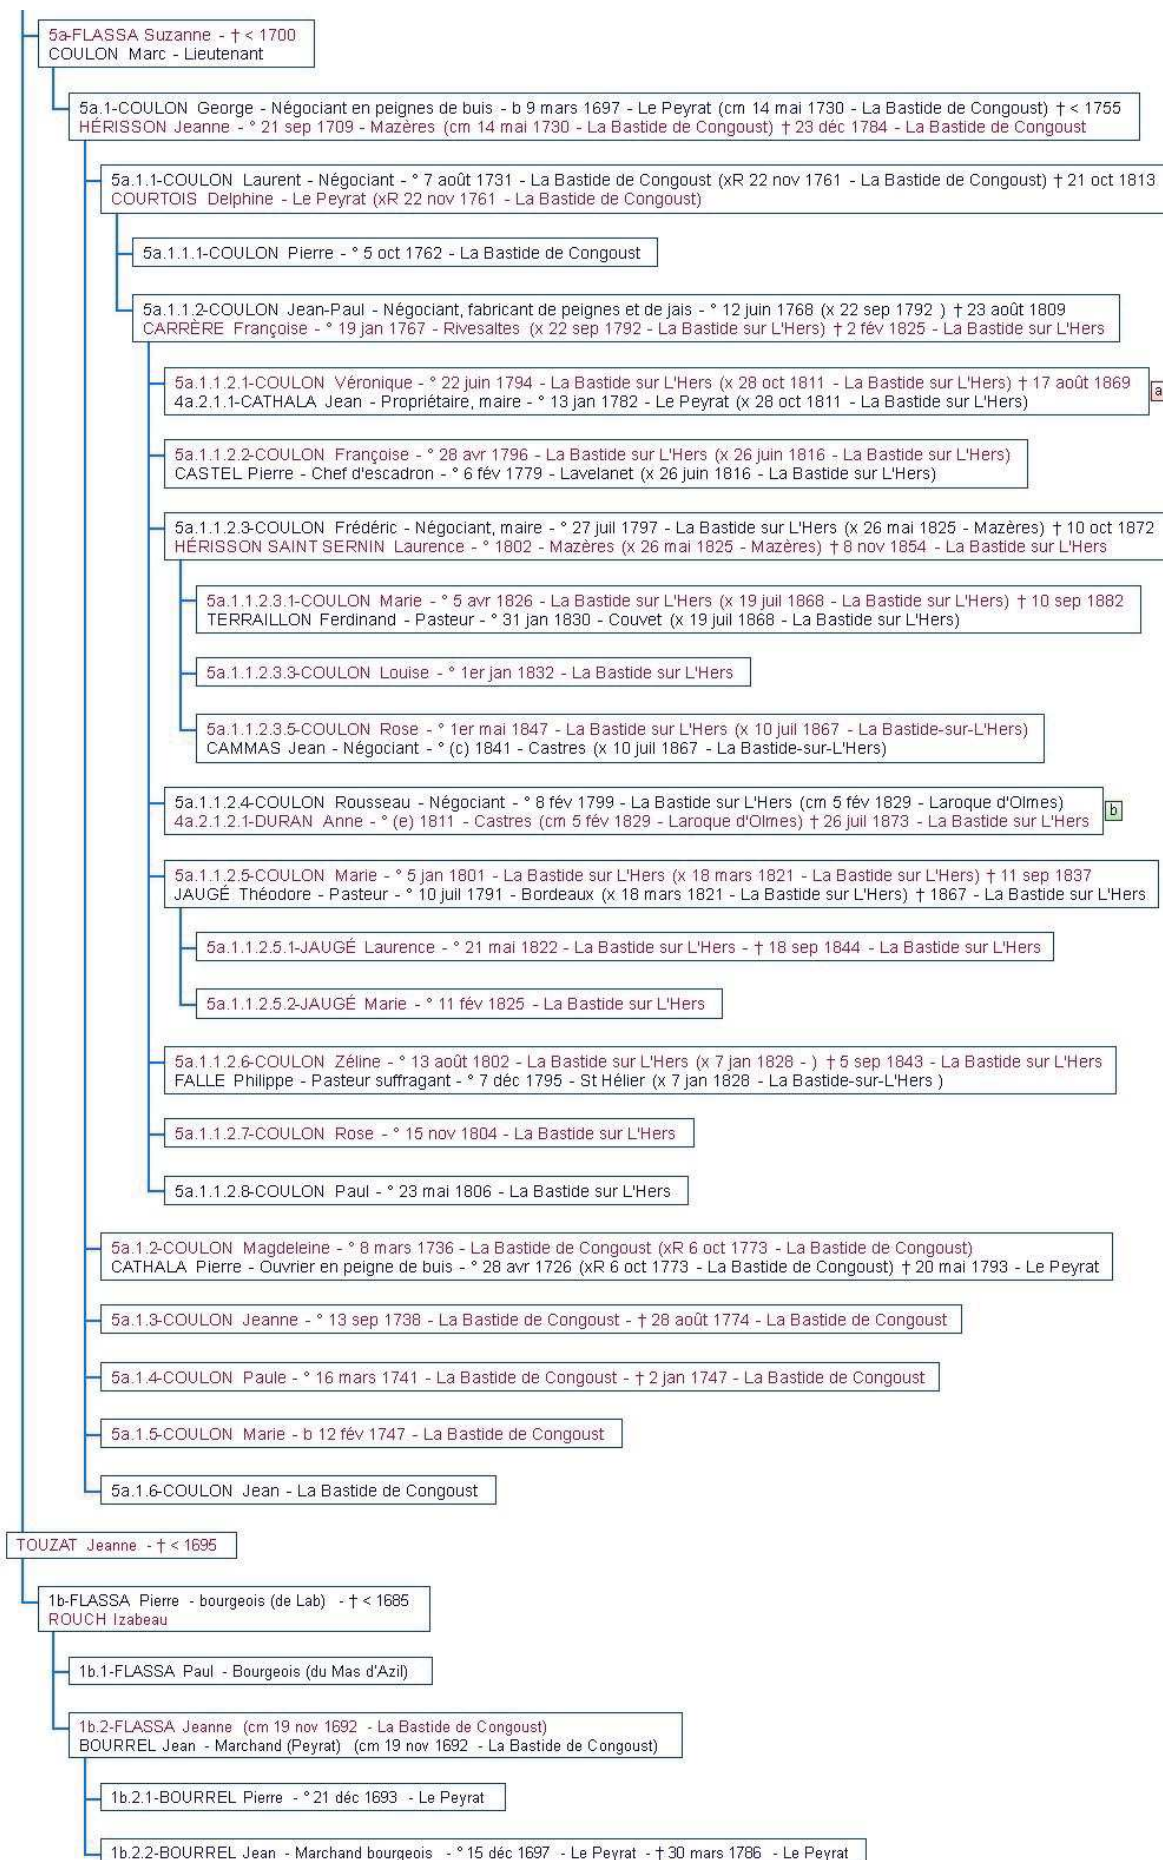 5a-FLASSA Suzanne - † < 1700
COULON Marc - Lieutenant
5a.1-COULON George - Négociant en peignes de buis - b 9 mars 1697 - Le Peyrat (cm 14 mai 1730 - La Bastide de Congoust) † < 1755
HÉRISSON Jeanne - ° 21 sep 1709 - Mazères (cm 14 mai 1730 - La Bastide de Congoust) † 23 déc 1784 - La Bastide de Congoust
5a.1.1-COULON Laurent - Négociant - ° 7 août 1731 - La Bastide de Congoust (xR 22 nov 1761 - La Bastide de Congoust) † 21 oct 1813
COURTOIS Delphine - Le Peyrat (xR 22 nov 1761 - La Bastide de Congoust)
5a.1.1.1-COULON Pierre - ° 5 oct 1762 - La Bastide de Congoust
5a.1.1.2-COULON Jean-Paul - Négociant, fabricant de peignes et de jais - ° 12 juin 1768 (x 22 sep 1792 ) † 23 août 1809
CARRÈRE Françoise - ° 19 jan 1767 - Rivesaltes (x 22 sep 1792 - La Bastide sur L'Hers) † 2 fév 1825 - La Bastide sur L'Hers
5a.1.1.2.1-COULON Véronique - ° 22 juin 1794 - La Bastide sur L'Hers (x 28 oct 1811 - La Bastide sur L'Hers) † 17 août 1869
4a.2.1.1-CATHALA Jean - Propriétaire, maire - ° 13 jan 1782 - Le Peyrat (x 28 oct 1811 - La Bastide sur L'Hers)
a
5a.1.1.2.2-COULON Françoise - ° 28 avr 1796 - La Bastide sur L'Hers (x 26 juin 1816 - La Bastide sur L'Hers)
CASTEL Pierre - Chef d'escadron - ° 6 fév 1779 - Lavelanet (x 26 juin 1816 - La Bastide sur L'Hers)
5a.1.1.2.3-COULON Frédéric - Négociant, maire - ° 27 juil 1797 - La Bastide sur L'Hers (x 26 mai 1825 - Mazères) † 10 oct 1872
HÉRISSON SAINT SERNIN Laurence - ° 1802 - Mazères (x 26 mai 1825 - Mazères) † 8 nov 1854 - La Bastide sur L'Hers
5a.1.1.2.3.1-COULON Marie - ° 5 avr 1826 - La Bastide sur L'Hers (x 19 juil 1868 - La Bastide sur L'Hers) † 10 sep 1882
TERRAILLON Ferdinand - Pasteur - ° 31 jan 1830 - Couvet (x 19 juil 1868 - La Bastide sur L'Hers)
5a.1.1.2.3.3-COULON Louise - ° 1er jan 1832 - La Bastide sur L'Hers
5a.1.1.2.3.5-COULON Rose - ° 1er mai 1847 - La Bastide sur L'Hers (x 10 juil 1867 - La Bastide-sur-L'Hers)
CAMMAS Jean - Négociant - ° (c) 1841 - Castres (x 10 juil 1867 - La Bastide-sur-L'Hers)
5a.1.1.2.4-COULON Rousseau - Négociant - ° 8 fév 1799 - La Bastide sur L'Hers (cm 5 fév 1829 - Laroque d'Olmes)
4a.2.1.2.1-DURAN Anne - ° (e) 1811 - Castres (cm 5 fév 1829 - Laroque d'Olmes) † 26 juil 1873 - La Bastide sur L'Hers
b
5a.1.1.2.5-COULON Marie - ° 5 jan 1801 - La Bastide sur L'Hers (x 18 mars 1821 - La Bastide sur L'Hers) † 11 sep 1837
JAUGÉ Théodore - Pasteur - ° 10 juil 1791 - Bordeaux (x 18 mars 1821 - La Bastide sur L'Hers) † 1867 - La Bastide sur L'Hers
5a.1.1.2.5.1-JAUGÉ Laurence - ° 21 mai 1822 - La Bastide sur L'Hers - † 18 sep 1844 - La Bastide sur L'Hers
5a.1.1.2.5.2-JAUGÉ Marie - ° 11 fév 1825 - La Bastide sur L'Hers
5a.1.1.2.6-COULON Zéline - ° 13 août 1802 - La Bastide sur L'Hers (x 7 jan 1828 - ) † 5 sep 1843 - La Bastide sur L'Hers
FALLE Philippe - Pasteur suffragant - ° 7 déc 1795 - St Hélier (x 7 jan 1828 - La Bastide-sur-L'Hers )
5a.1.1.2.7-COULON Rose - ° 15 nov 1804 - La Bastide sur L'Hers
5a.1.1.2.8-COULON Paul - ° 23 mai 1806 - La Bastide sur L'Hers
5a.1.2-COULON Magdeleine - ° 8 mars 1736 - La Bastide de Congoust (xR 6 oct 1773 - La Bastide de Congoust)
CATHALA Pierre - Ouvrier en peigne de buis - ° 28 avr 1726 (xR 6 oct 1773 - La Bastide de Congoust) † 20 mai 1793 - Le Peyrat
5a.1.3-COULON Jeanne - ° 13 sep 1738 - La Bastide de Congoust - † 28 août 1774 - La Bastide de Congoust
5a.1.4-COULON Paule - ° 16 mars 1741 - La Bastide de Congoust - † 2 jan 1747 - La Bastide de Congoust
5a.1.5-COULON Marie - b 12 fév 1747 - La Bastide de Congoust
5a.1.6-COULON Jean - La Bastide de Congoust
TOUZAT Jeanne - † < 1695
1b-FLASSA Pierre - bourgeois (de Lab) - † < 1685
ROUCH Izabeau
1b.1-FLASSA Paul - Bourgeois (du Mas d'Azil)
1b.2-FLASSA Jeanne (cm 19 nov 1692 - La Bastide de Congoust)
BOURREL Jean - Marchand (Peyrat) (cm 19 nov 1692 - La Bastide de Congoust)
1b.2.1-BOURREL Pierre - ° 21 déc 1693 - Le Peyrat
1b.2.2-BOURREL Jean - Marchand bourgeois - ° 15 déc 1697 - Le Peyrat - † 30 mars 1786 - Le Peyrat